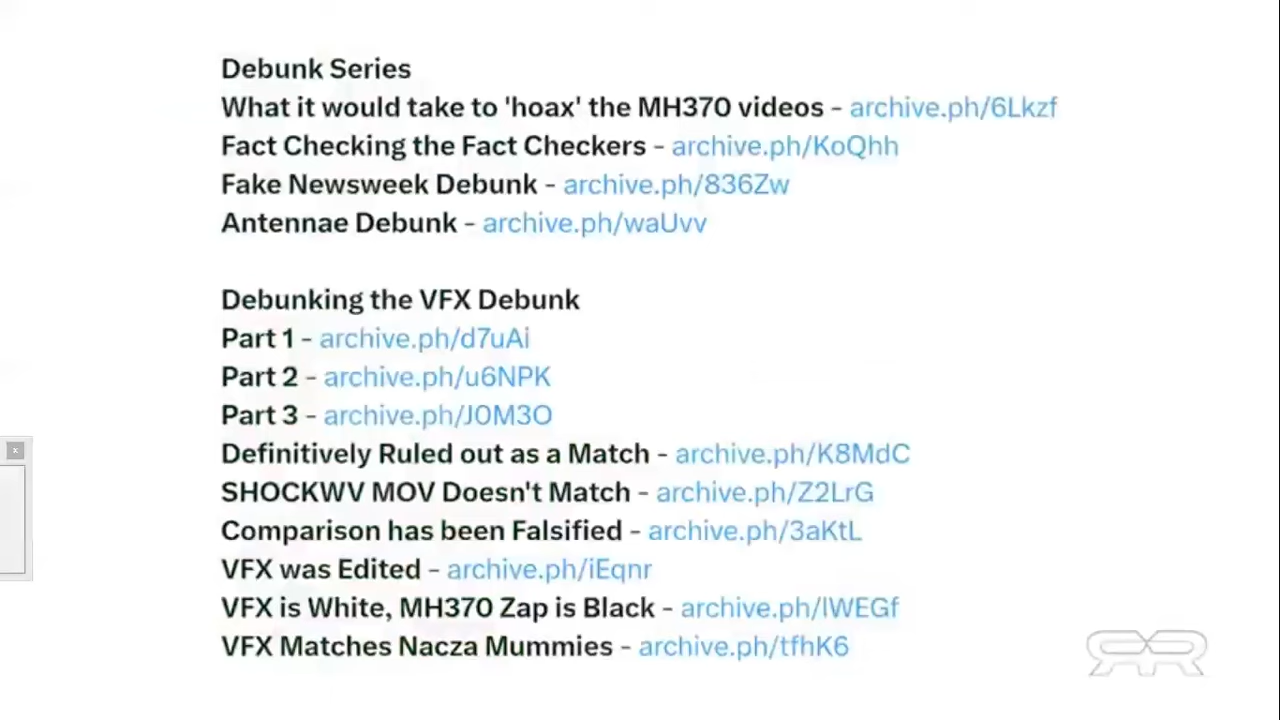 Debunk Series
What it would take to 'hoax' the MH370 videos - archive.ph/6Lkzf
Fact Checking the Fact Checkers - archive.ph/KoQhh
Fake Newsweek Debunk - archive.ph/836Zw
Antennae Debunk - archive.ph/waUvv
Debunking the VFX Debunk
Part 1 - archive.ph/d7uAi
Part 2 - archive.ph/u6NPK
Part 3 - archive.ph/J0M3O
Definitively Ruled out as a Match - archive.ph/K8MdC
SHOCKWV MOV Doesn't Match - archive.ph/Z2LrG
Comparison has been Falsified - archive.ph/3aKtL
VFX was Edited - archive.ph/iEqnr
VFX is White, MH370 Zap is Black - archive.ph/lWEGf
VFX Matches Nacza Mummies - archive.ph/tfhK6
RR